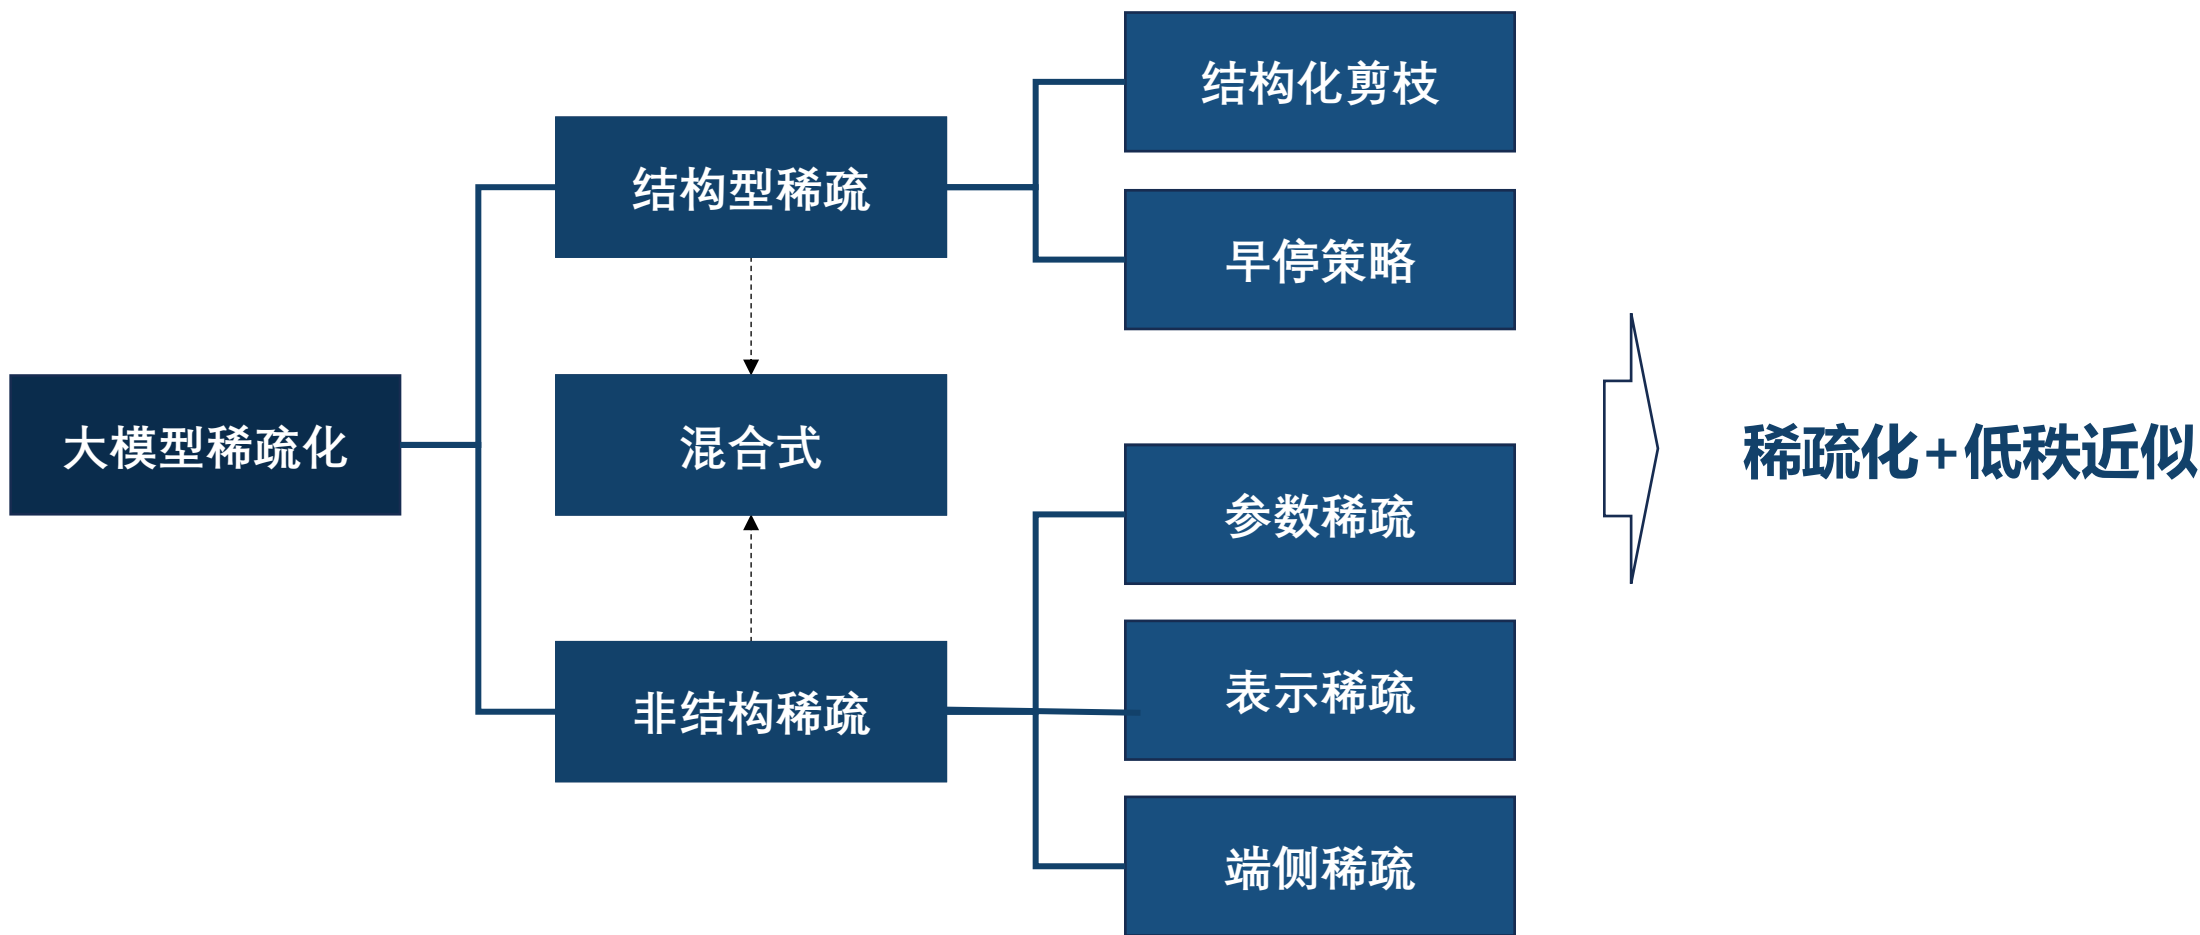 大模型稀疏化
结构型稀疏
混合式
非结构稀疏
结构化剪枝
早停策略
参数稀疏
表示稀疏
端侧稀疏
稀疏化+低秩近似